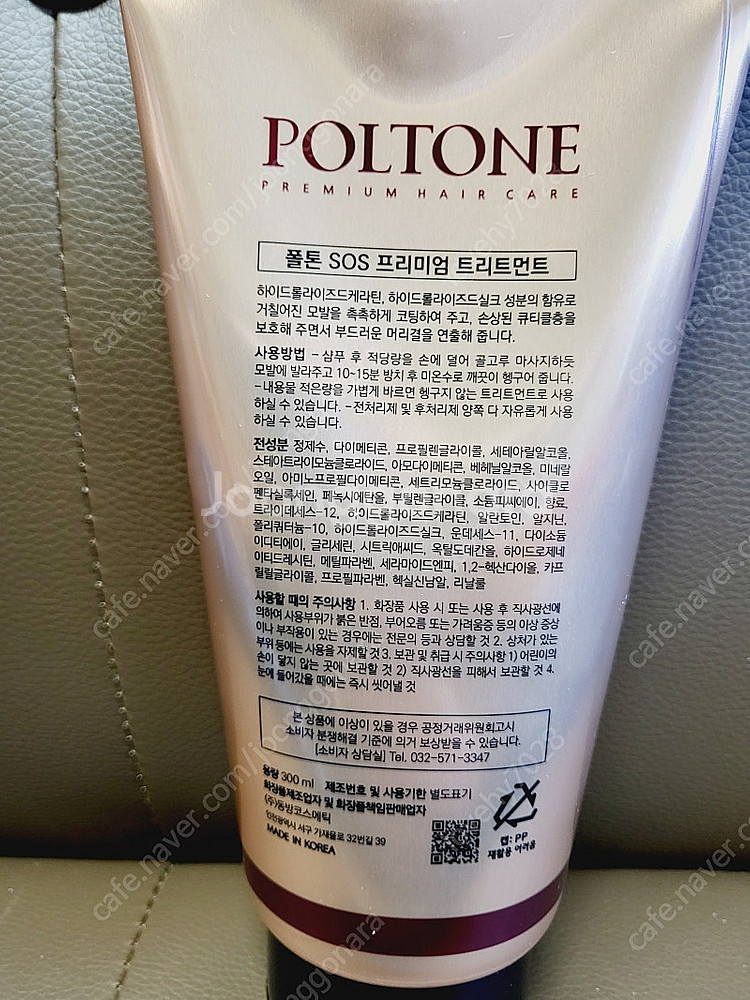 POLTONE
PREMIUM HAIR CARE
폴톤 SOS 프리미엄 트리트먼트
하이드롤라이즈드케라틴, 하이드롤라이즈드실크 성분의 함유로
거칠어진 모발을 촉촉하게 코팅하여 주고, 손상된 큐티클층을
보호해 주면서 부드러운 머리결을 연출해 줍니다.
사용방법 - 샴푸 후 적당량을 손에 덜어 골고루 마사지하듯
모발에 발라주고 10~15분 방치 후 미온수로 깨끗이 헹구어 줍니다.
-내용물 적은량을 가볍게 바르면 헹구지 않는 트리트먼트로 사용
하실 수 있습니다. -전처리제 및 후처리제 양쪽 다 자유롭게 사용
하실 수 있습니다.
전성분 정제수, 다이메티콘, 프로필렌글라이콜, 세테아릴알코올,
스테아트라이모늄클로라이드, 아모다이메티콘, 베헤닐알코올, 미네랄
오일, 아미노프로필다이메티콘, 세트리모늄클로라이드, 사이클로
펜타실록세인, 페녹시에탄올, 부틸렌글라이콜, 소듐피씨에이, 향료,
트라이데세스-12, 하이드롤라이즈드케라틴, 알란토인, 알지닌,
폴리쿼터늄-10, 하이드롤라이즈드실크, 운데세스-11, 다이소듐
이디티에이, 글리세린, 시트릭애씨드, 옥틸도데칸올, 하이드로제네
이티드레시틴, 메틸파라벤, 세라마이드엔피, 1,2-헥산다이올, 카프
릴릴글라이콜, 프로필파라벤, 헥실신남알, 리날룰
사용할 때의 주의사항 1. 화장품 사용 시 또는 사용 후 직사광선에
의하여 사용부위가 붉은 반점, 부어오름 또는 가려움증 등의 이상 증상
이나 부작용이 있는 경우에는 전문의 등과 상담할 것 2. 상처가 있는
부위 등에는 사용을 자제할 것 3. 보관 및 취급 시 주의사항 1) 어린이의
손이 닿지 않는 곳에 보관할 것 2) 직사광선을 피해서 보관할 것 4.
눈에 들어갔을 때에는 즉시 씻어낼 것
본 상품에 이상이 있을 경우 공정거래위원회고시
소비자 분쟁해결 기준에 의거 보상받을 수 있습니다.
[소비자 상담실] Tel. 032-571-3347
용량 300 ml 제조번호 및 사용기한 별도표기
화장품제조업자 및 화장품책임판매업자
(주)동방코스메틱
인천광역시 서구 가재울로 32번길 39
MADE IN KOREA
캡: PP
재활용 어려움
cafe.naver.com/joonggonara